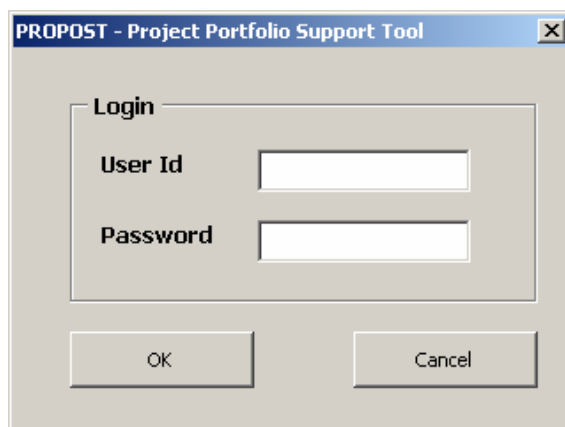 PROPOST - Project Portfolio Support Tool
Login
User Id
Password
OK Cancel